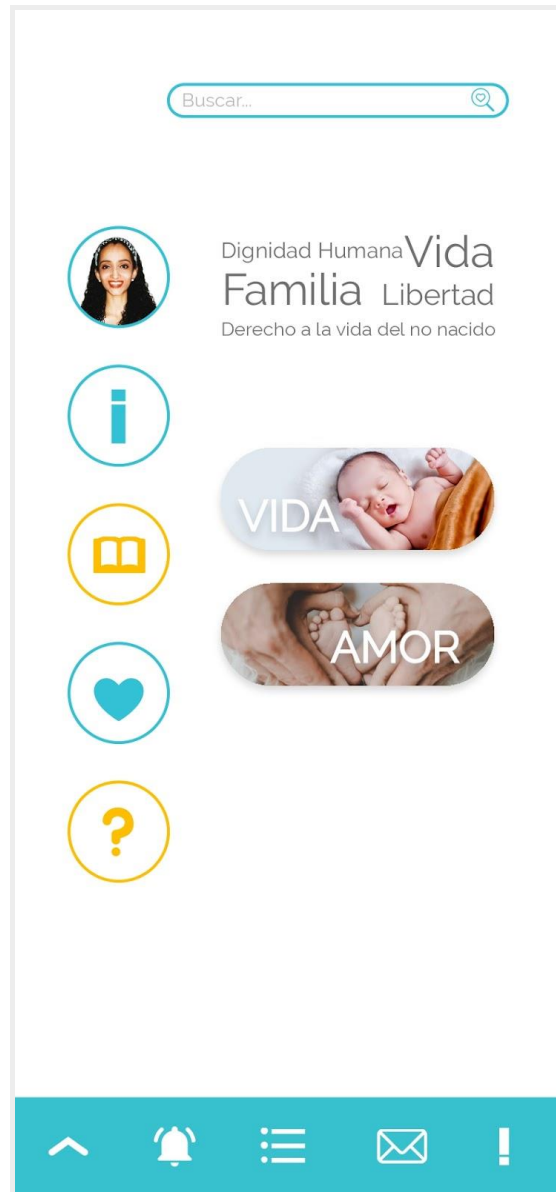 Buscar...
Dignidad Humana Vida
Familia Libertad
Derecho a la vida del no nacido
VIDA
AMOR